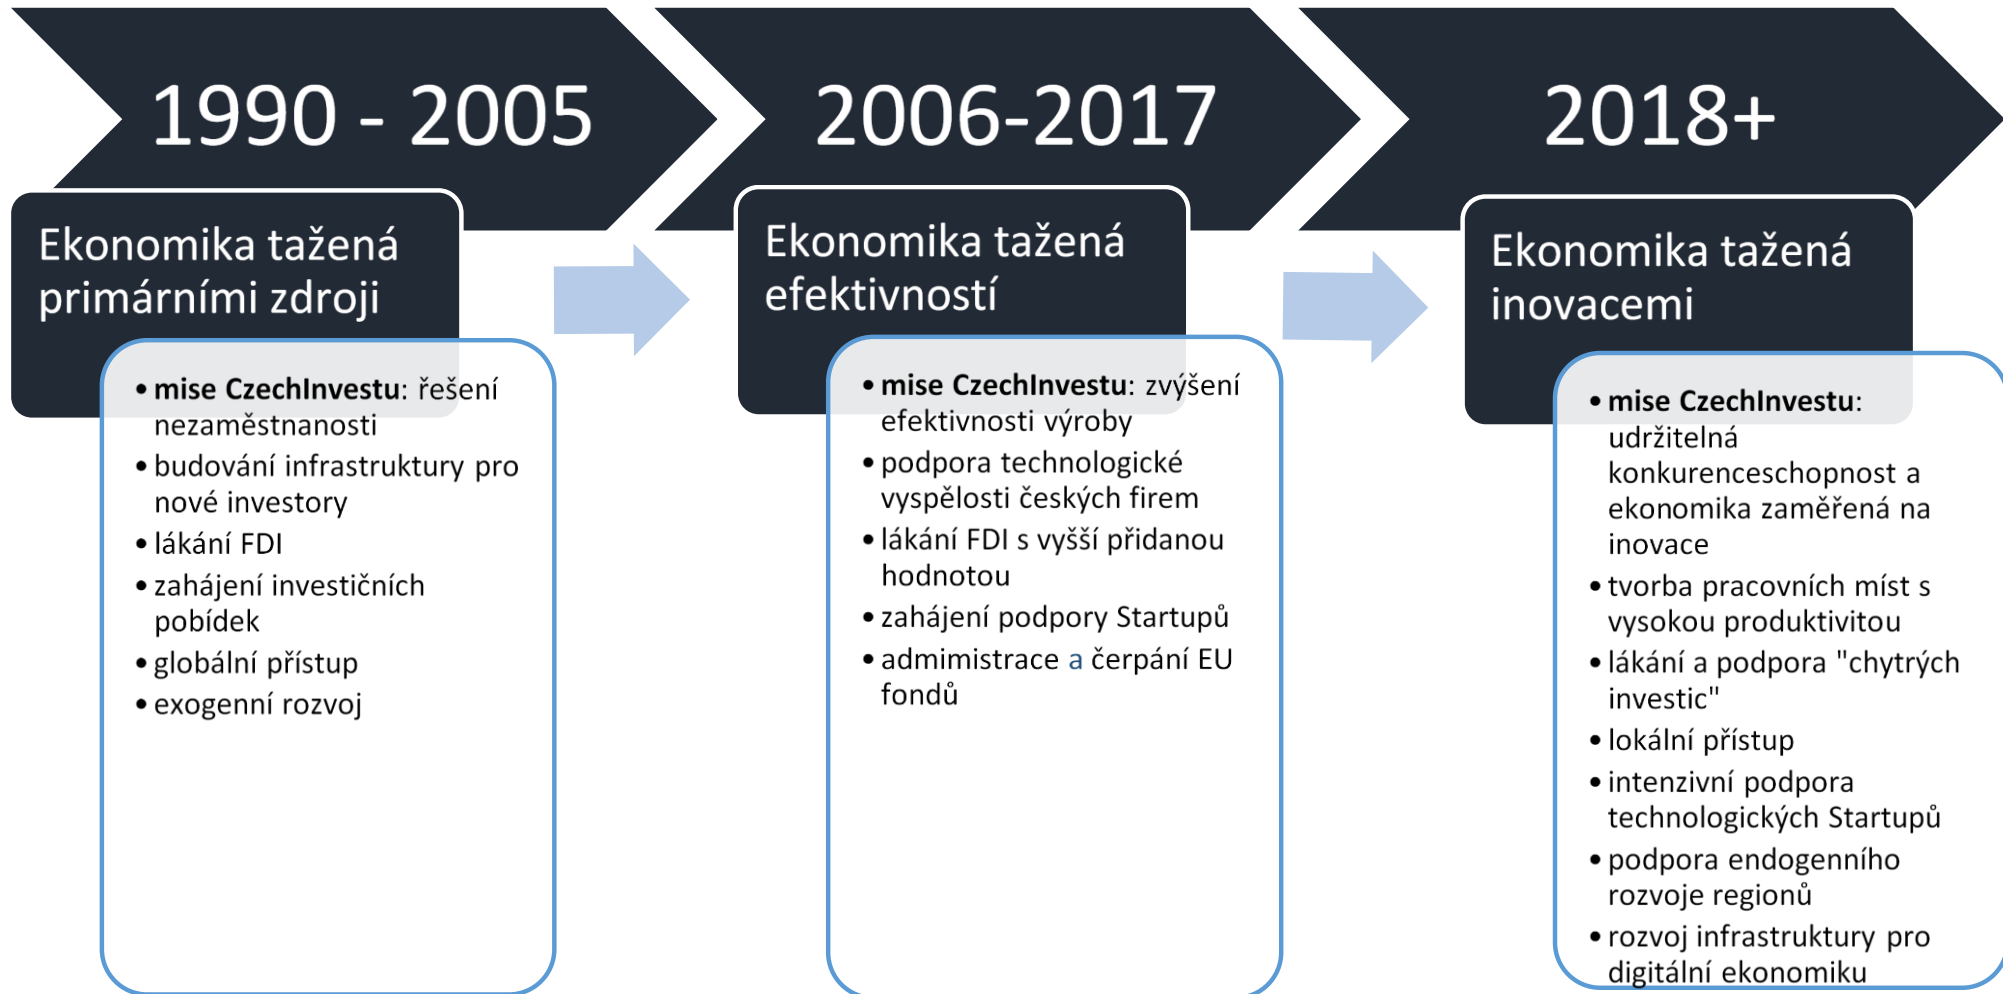 1990 - 2005
Ekonomika tažená
primárními zdroji
• mise CzechInvestu: řešení
nezaměstnanosti
• budování infrastruktury pro
nové investory
• lákání FDI
• zahájení investičních
pobídek
• globální přístup
• exogenní rozvoj
2006-2017
Ekonomika tažená
efektivností
• mise CzechInvestu: zvýšení
efektivnosti výroby
• podpora technologické
vyspělosti českých firem
• lákání FDI s vyšší přidanou
hodnotou
• zahájení podpory Startupů
• admimistrace a čerpání EU
fondů
2018+
Ekonomika tažená
inovacemi
• mise CzechInvestu:
udržitelná
konkurenceschopnost a
ekonomika zaměřená na
inovace
• tvorba pracovních míst s
vysokou produktivitou
• lákání a podpora "chytrých
investic"
• lokální přístup
• intenzivní podpora
technologických Startupů
• podpora endogenního
rozvoje regionů
• rozvoj infrastruktury pro
digitální ekonomiku